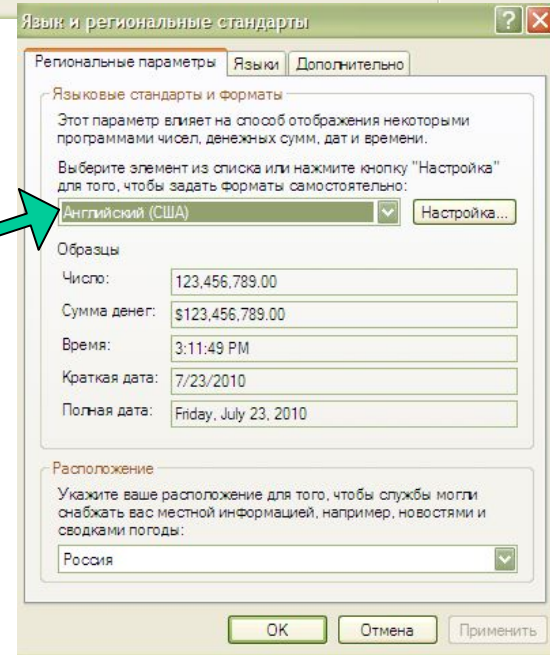 Язык и региональные стандарты
Региональные параметры Языки Дополнительно
Языковые стандарты и форматы
Этот параметр влияет на способ отображения некоторыми
программами чисел, денежных сумм, дат и времени.
Выберите элемент из списка или нажмите кнопку "Настройка"
для того, чтобы задать форматы самостоятельно:
Английский (США) Настройка...
Образцы
Число: 123,456,789.00
Сумма денег: $123,456,789.00
Время: 3:11:49 PM
Краткая дата: 7/23/2010
Полная дата: Friday, July 23, 2010
Расположение
Укажите ваше расположение для того, чтобы службы могли
снабжать вас местной информацией, например, новостями и
сводками погоды:
Россия
OK Отмена Применить